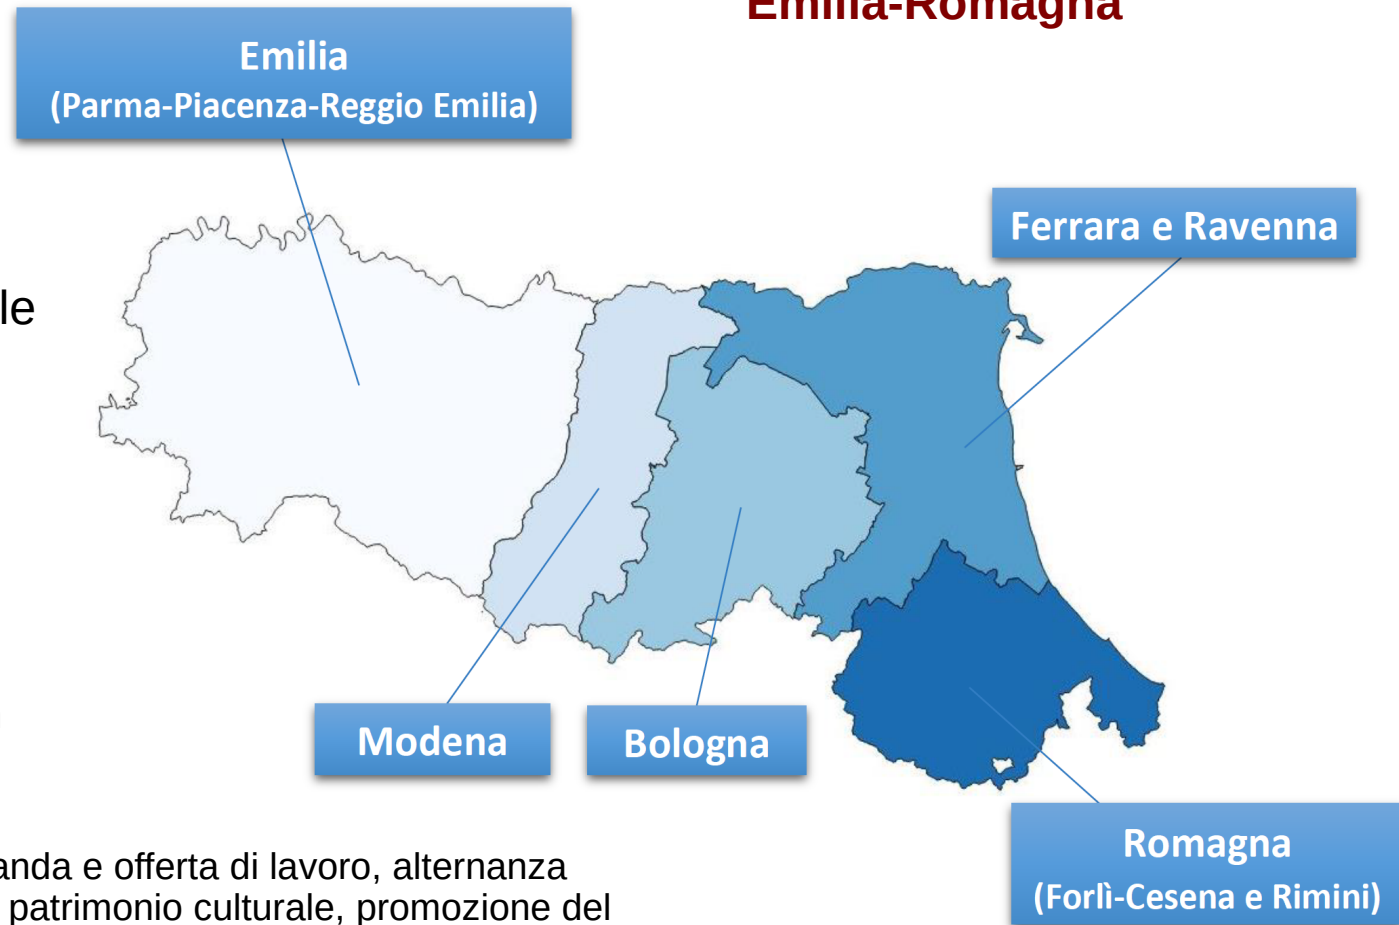 Emilia-Romagna
Emilia
(Parma-Piacenza-Reggio Emilia)
Ferrara e Ravenna
le
Modena
Bologna
Romagna
(Forlì-Cesena e Rimini)
anda e offerta di lavoro, alternanza
patrimonio culturale, promozione del